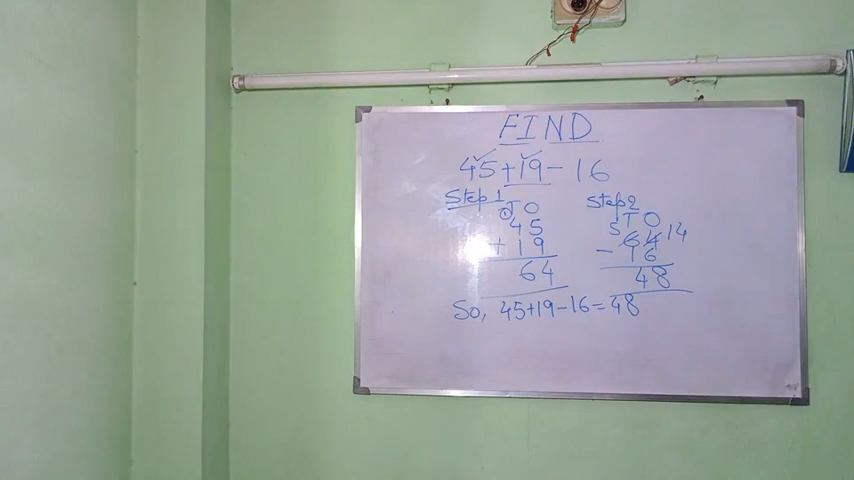 FIND
45+19-16
Step 1
① T O
45
+ 19
64
Step 2
T O
5 14
64
- 16
48
So, 45+19-16=48